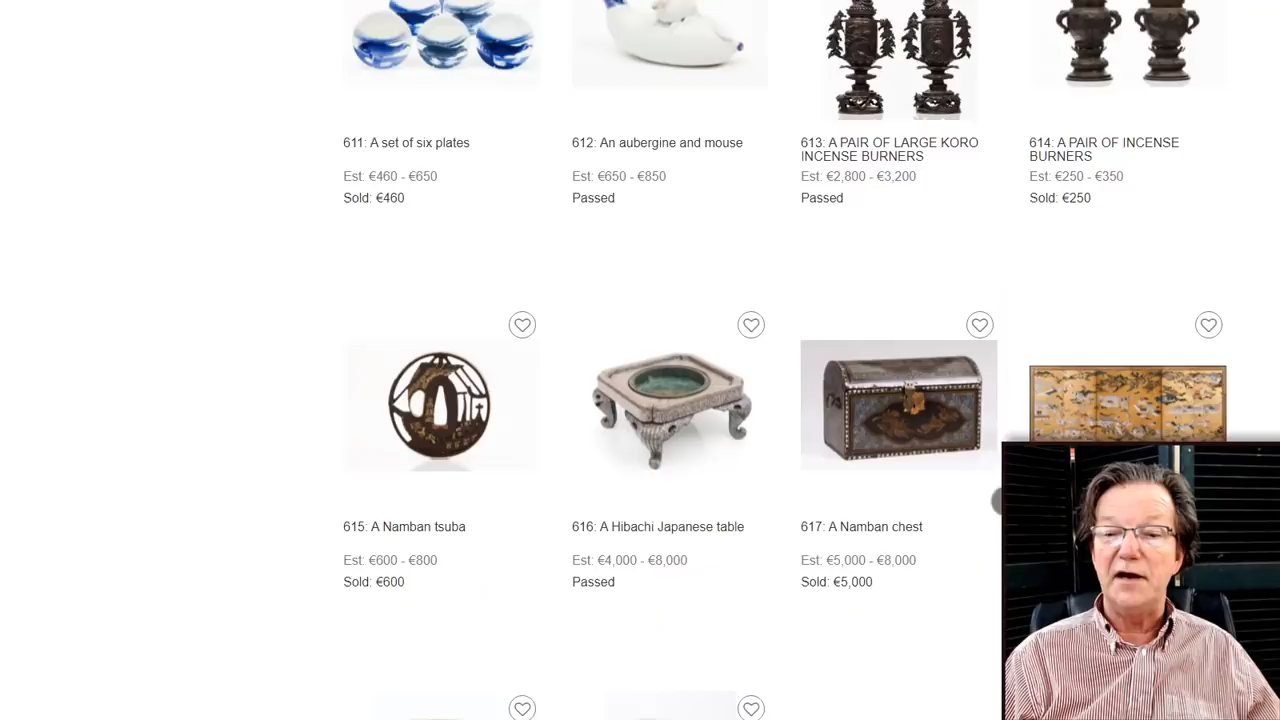 611: A set of six plates
Est: €460 - €650
Sold: €460
612: An aubergine and mouse
Est: €650 - €850
Passed
613: A PAIR OF LARGE KORO
INCENSE BURNERS
Est: €2,800 - €3,200
Passed
614: A PAIR OF INCENSE
BURNERS
Est: €250 - €350
Sold: €250
615: A Namban tsuba
Est: €600 - €800
Sold: €600
616: A Hibachi Japanese table
Est: €4,000 - €8,000
Passed
617: A Namban chest
Est: €5,000 - €8,000
Sold: €5,000